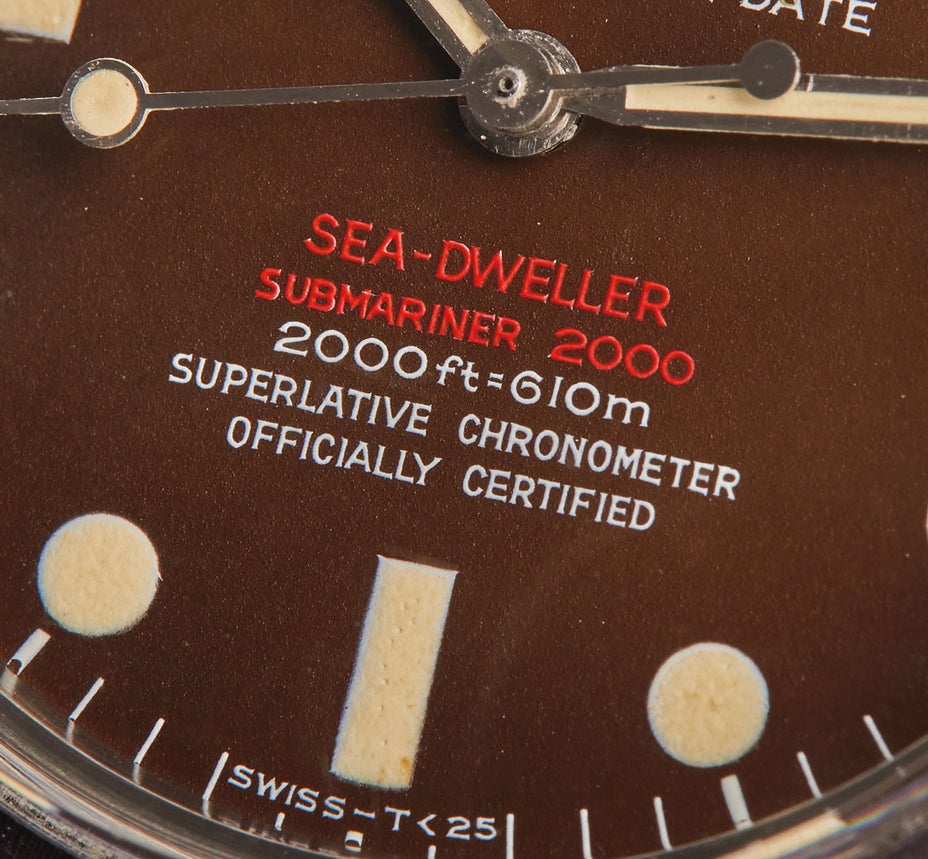 DATE
SEA-DWELLER
SUBMARINER 2000
2000ft=610m
SUPERLATIVE CHRONOMETER
OFFICIALLY CERTIFIED
SWISS-T<25